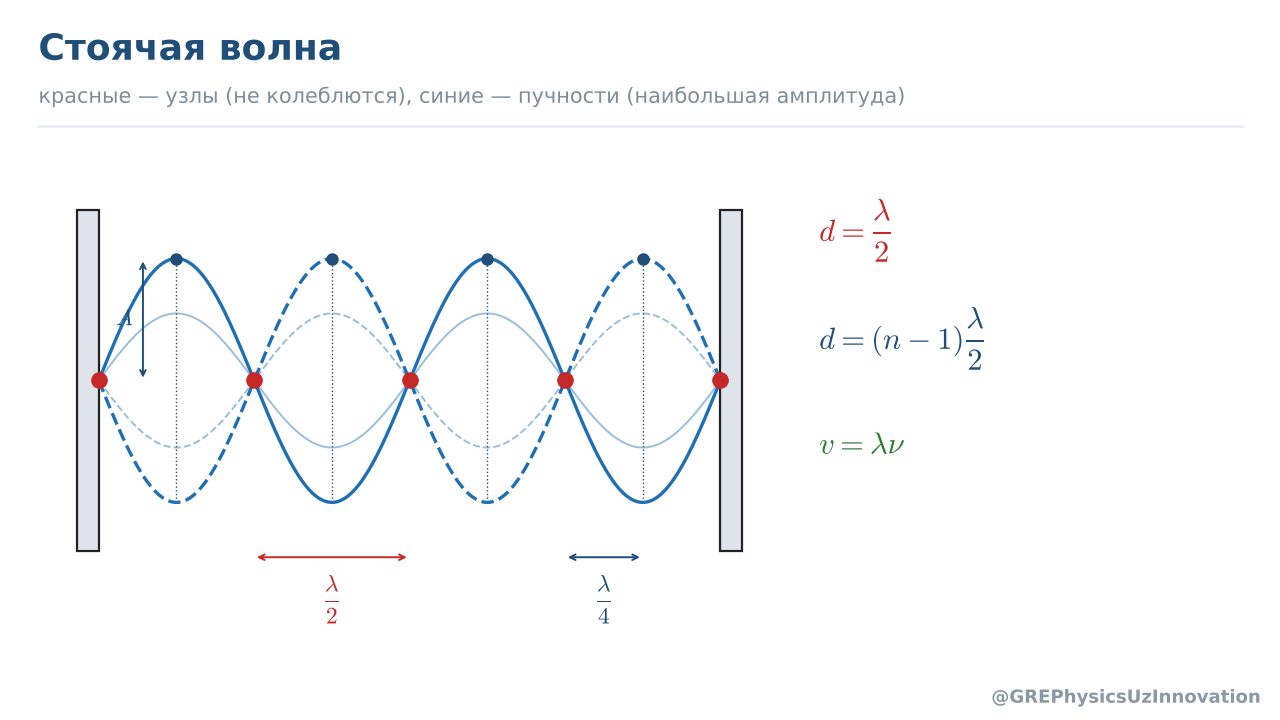 Стоячая волна
красные — узлы (не колеблются), синие — пучности (наибольшая амплитуда)
A
d = λ/2
d = (n − 1)λ/2
v = λν
λ/2
λ/4
@GREPhysicsUzInnovation